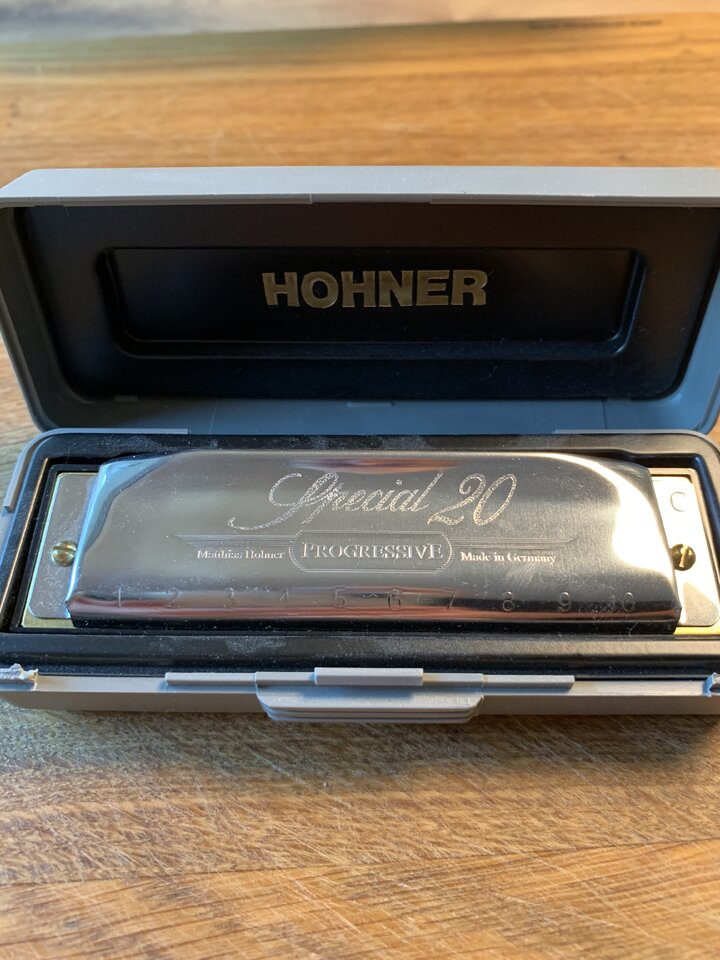 HOHNER
Special 20
Matthias Hohner PROGRESSIVE Made in Germany
C
1 2 3 4 5 6 7 8 9 10